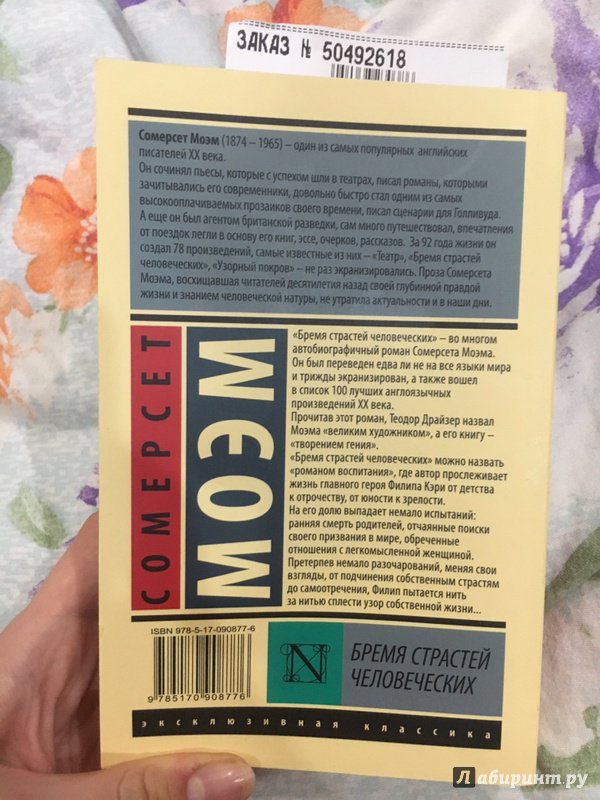 ЗАКАЗ № 50492618
Сомерсет Моэм (1874 – 1965) – один из самых популярных английских
писателей XX века.
Он сочинял пьесы, которые с успехом шли в театрах, писал романы, которыми
зачитывались его современники, довольно быстро стал одним из самых
высокооплачиваемых прозаиков своего времени, писал сценарии для Голливуда.
А еще он был агентом британской разведки, сам много путешествовал, впечатления
от поездок легли в основу его книг, эссе, очерков, рассказов. За 92 года жизни он
создал 78 произведений, самые известные из них – «Театр», «Бремя страстей
человеческих», «Узорный покров» – не раз экранизировались. Проза Сомерсета
Моэма, восхищавшая читателей десятилетия назад своей глубинной правдой
жизни и знанием человеческой натуры, не утратила актуальности и в наши дни.
СОМЕРСЕТ
МОЭМ
«Бремя страстей человеческих» – во многом
автобиографичный роман Сомерсета Моэма.
Он был переведен едва ли не на все языки мира
и трижды экранизирован, а также вошел
в список 100 лучших англоязычных
произведений XX века.
Прочитав этот роман, Теодор Драйзер назвал
Моэма «великим художником», а его книгу –
«творением гения».
«Бремя страстей человеческих» можно назвать
«романом воспитания», где автор прослеживает
жизнь главного героя Филипа Кэри от детства
к отрочеству, от юности к зрелости.
На его долю выпадает немало испытаний:
ранняя смерть родителей, отчаянные поиски
своего призвания в мире, обреченные
отношения с легкомысленной женщиной.
Претерпев немало разочарований, меняя свои
взгляды, от подчинения собственным страстям
до самоотречения, Филип пытается нить
за нитью сплести узор собственной жизни...
ISBN 978-5-17-090877-6
9 785170 908776
N
БРЕМЯ СТРАСТЕЙ
ЧЕЛОВЕЧЕСКИХ
эксклюзивная классика
Лабиринт.ру